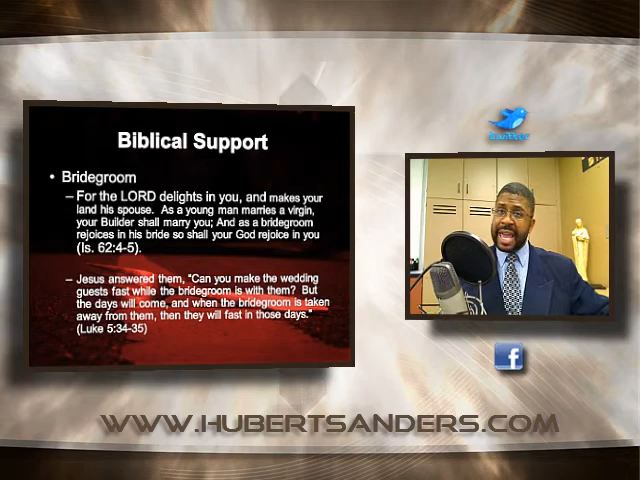 Biblical Support
• Bridegroom
– For the LORD delights in you, and makes your
land his spouse. As a young man marries a virgin,
your Builder shall marry you; And as a bridegroom
rejoices in his bride so shall your God rejoice in you
(Is. 62:4-5).
– Jesus answered them, "Can you make the wedding
guests fast while the bridegroom is with them? But
the days will come, and when the bridegroom is taken
away from them, then they will fast in those days."
(Luke 5:34-35)
twitter
f
WWW.HUBERTSANDERS.COM